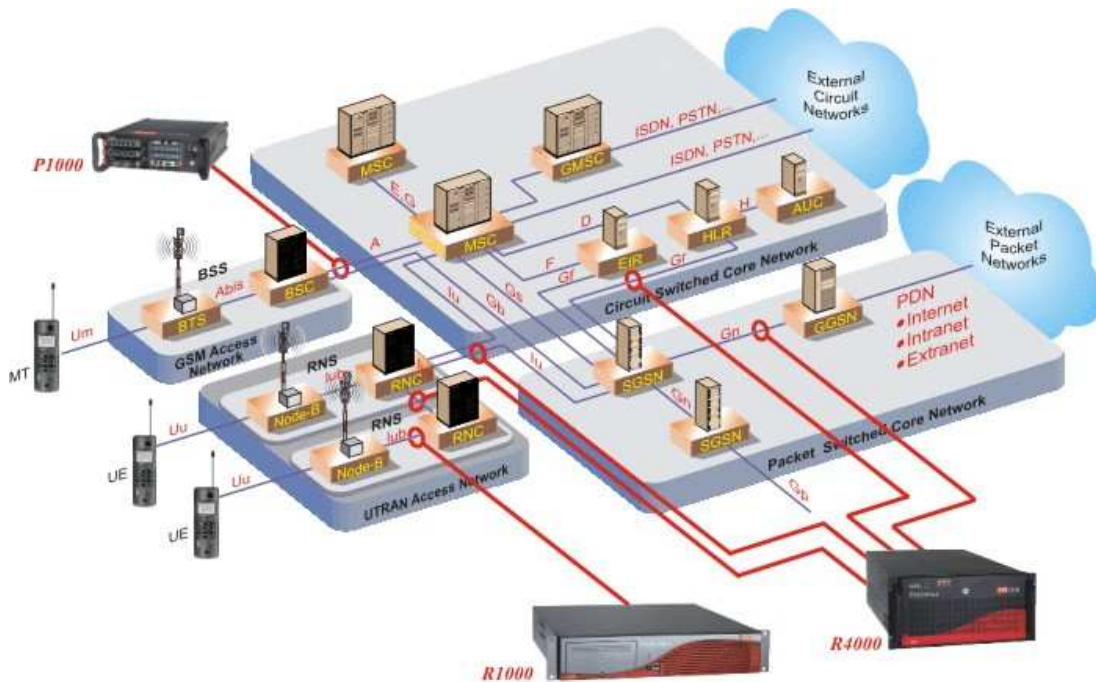 External
Circuit
Networks
ISDN, PSTN,...
ISDN, PSTN,...
MSC
GMSC
P1000
E,G
MSC
D
H
AUC
HLR
EIR
F
Gf
Gr
A
Gs
Gb
Iu
Circuit Switched Core Network
External
Packet
Networks
BSS
Abis
BSC
BTS
Um
MT
GSM Access
Network
PDN
•Internet
•Intranet
•Extranet
GGSN
Gn
SGSN
Iu
Gn
SGSN
Gp
Packet Switched Core Network
RNS
Iub
RNC
Node-B
Uu
UE
RNS
Iub
RNC
Node-B
Uu
UE
UTRAN Access Network
R1000
R4000